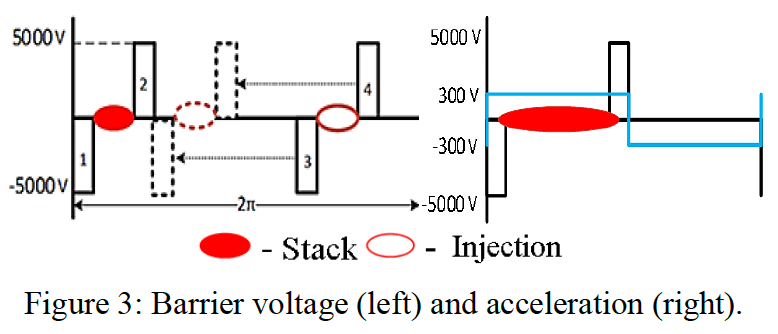 5000 V
2
4
1
3
-5000 V
2π
5000 V
300 V
-300 V
-5000 V
- Stack
- Injection
Figure 3: Barrier voltage (left) and acceleration (right).